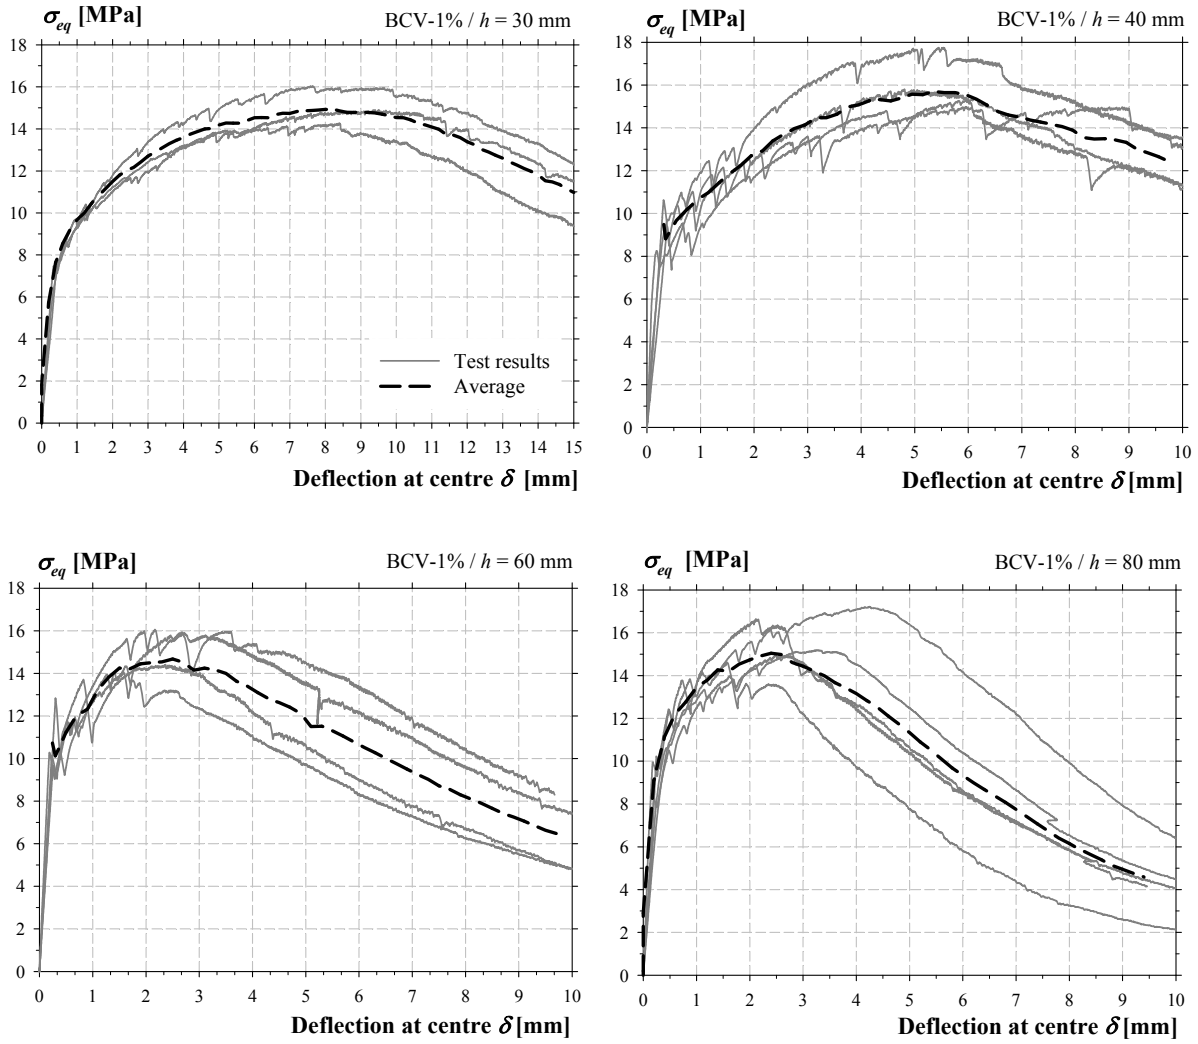 σeq [MPa] BCV-1% / h = 30 mm
18
16
14
12
10
8
6
4
2
0
Test results
Average
0 1 2 3 4 5 6 7 8 9 10 11 12 13 14 15
Deflection at centre δ [mm]
σeq [MPa] BCV-1% / h = 40 mm
18
16
14
12
10
8
6
4
2
0
0 1 2 3 4 5 6 7 8 9 10
Deflection at centre δ [mm]
σeq [MPa] BCV-1% / h = 60 mm
18
16
14
12
10
8
6
4
2
0
0 1 2 3 4 5 6 7 8 9 10
Deflection at centre δ [mm]
σeq [MPa] BCV-1% / h = 80 mm
18
16
14
12
10
8
6
4
2
0
0 1 2 3 4 5 6 7 8 9 10
Deflection at centre δ [mm]